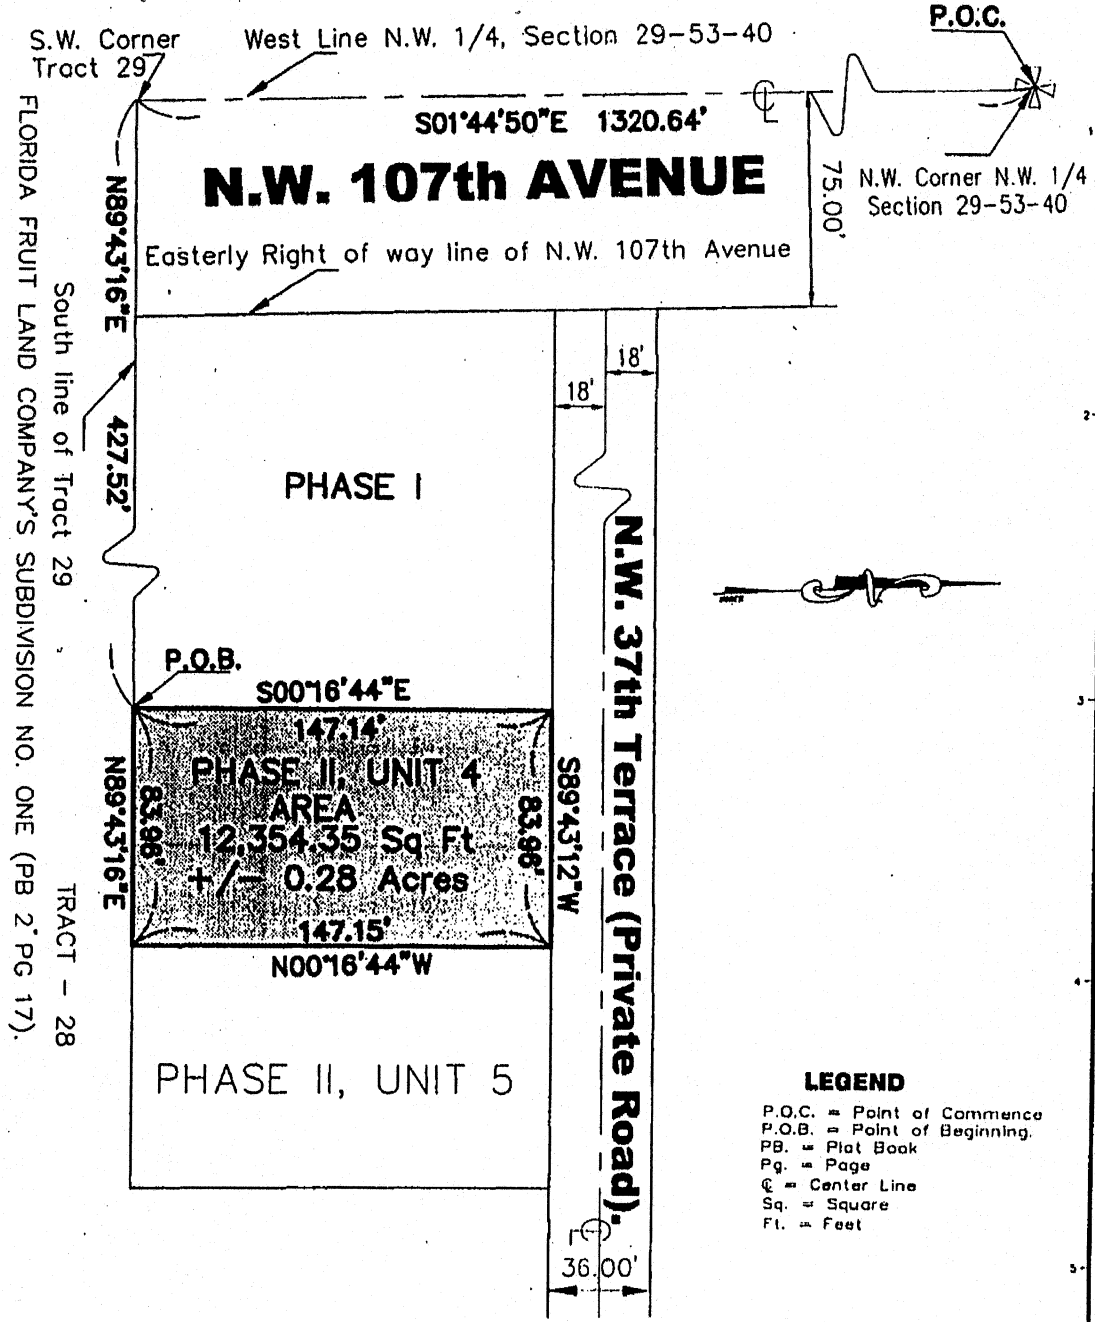 P.O.C.
S.W. Corner
Tract 29
West Line N.W. 1/4, Section 29-53-40
℄
S01°44'50"E 1320.64'
N.W. 107th AVENUE
75.00'
N.W. Corner N.W. 1/4
Section 29-53-40
Easterly Right of way line of N.W. 107th Avenue
N89°43'16"E 427.52'
South line of Tract 29
FLORIDA FRUIT LAND COMPANY'S SUBDIVISION NO. ONE (PB 2 PG 17).
18'
18'
PHASE I
N.W. 37th Terrace (Private Road).
P.O.B.
S00°16'44"E
147.14'
PHASE II, UNIT 4
AREA
12,354.35 Sq Ft
+/- 0.28 Acres
N89°43'16"E
83.96'
83.96'
S89°43'12"W
147.15'
N00°16'44"W
TRACT - 28
PHASE II, UNIT 5
℄
36.00'
LEGEND
P.O.C. = Point of Commence
P.O.B. = Point of Beginning.
PB. = Plat Book
Pg. = Page
℄ = Center Line
Sq. = Square
Ft. = Feet
2-
3-
4-
5-